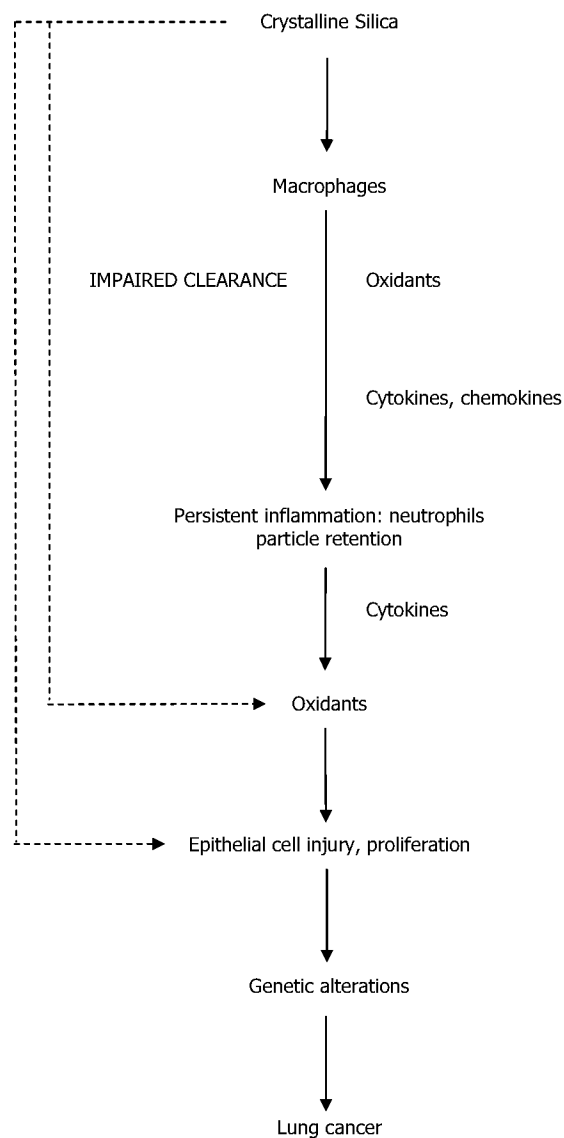 Crystalline Silica
Macrophages
IMPAIRED CLEARANCE
Oxidants
Cytokines, chemokines
Persistent inflammation: neutrophils
particle retention
Cytokines
Oxidants
Epithelial cell injury, proliferation
Genetic alterations
Lung cancer